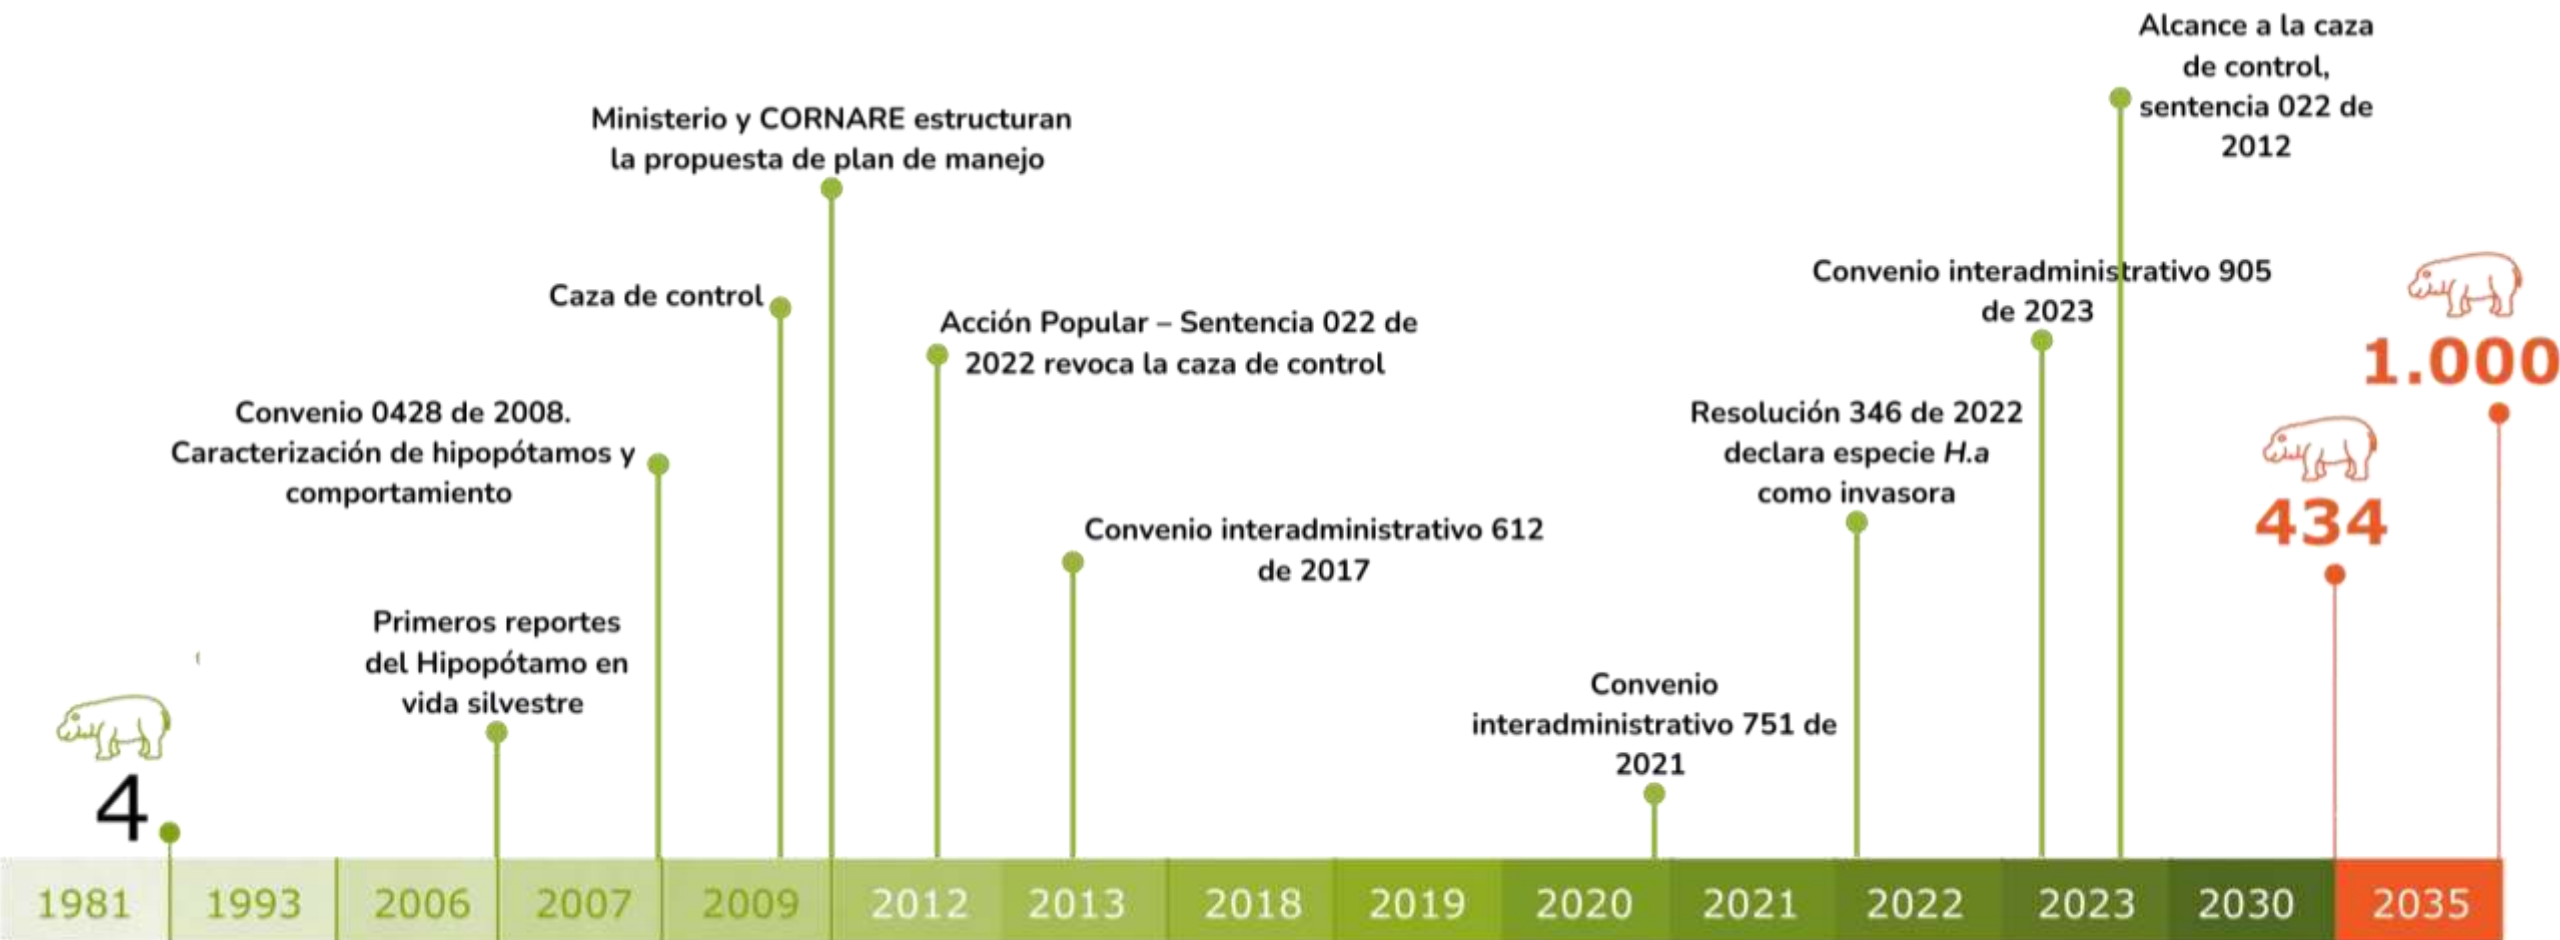 Alcance a la caza
de control,
sentencia 022 de
2012
Ministerio y CORNARE estructuran
la propuesta de plan de manejo
Convenio interadministrativo 905
de 2023
Caza de control
Acción Popular – Sentencia 022 de
2022 revoca la caza de control
1.000
Convenio 0428 de 2008.
Caracterización de hipopótamos y
comportamiento
Resolución 346 de 2022
declara especie H.a
como invasora
434
Convenio interadministrativo 612
de 2017
Primeros reportes
del Hipopótamo en
vida silvestre
Convenio
interadministrativo 751 de
2021
4
1981 1993 2006 2007 2009 2012 2013 2018 2019 2020 2021 2022 2023 2030 2035